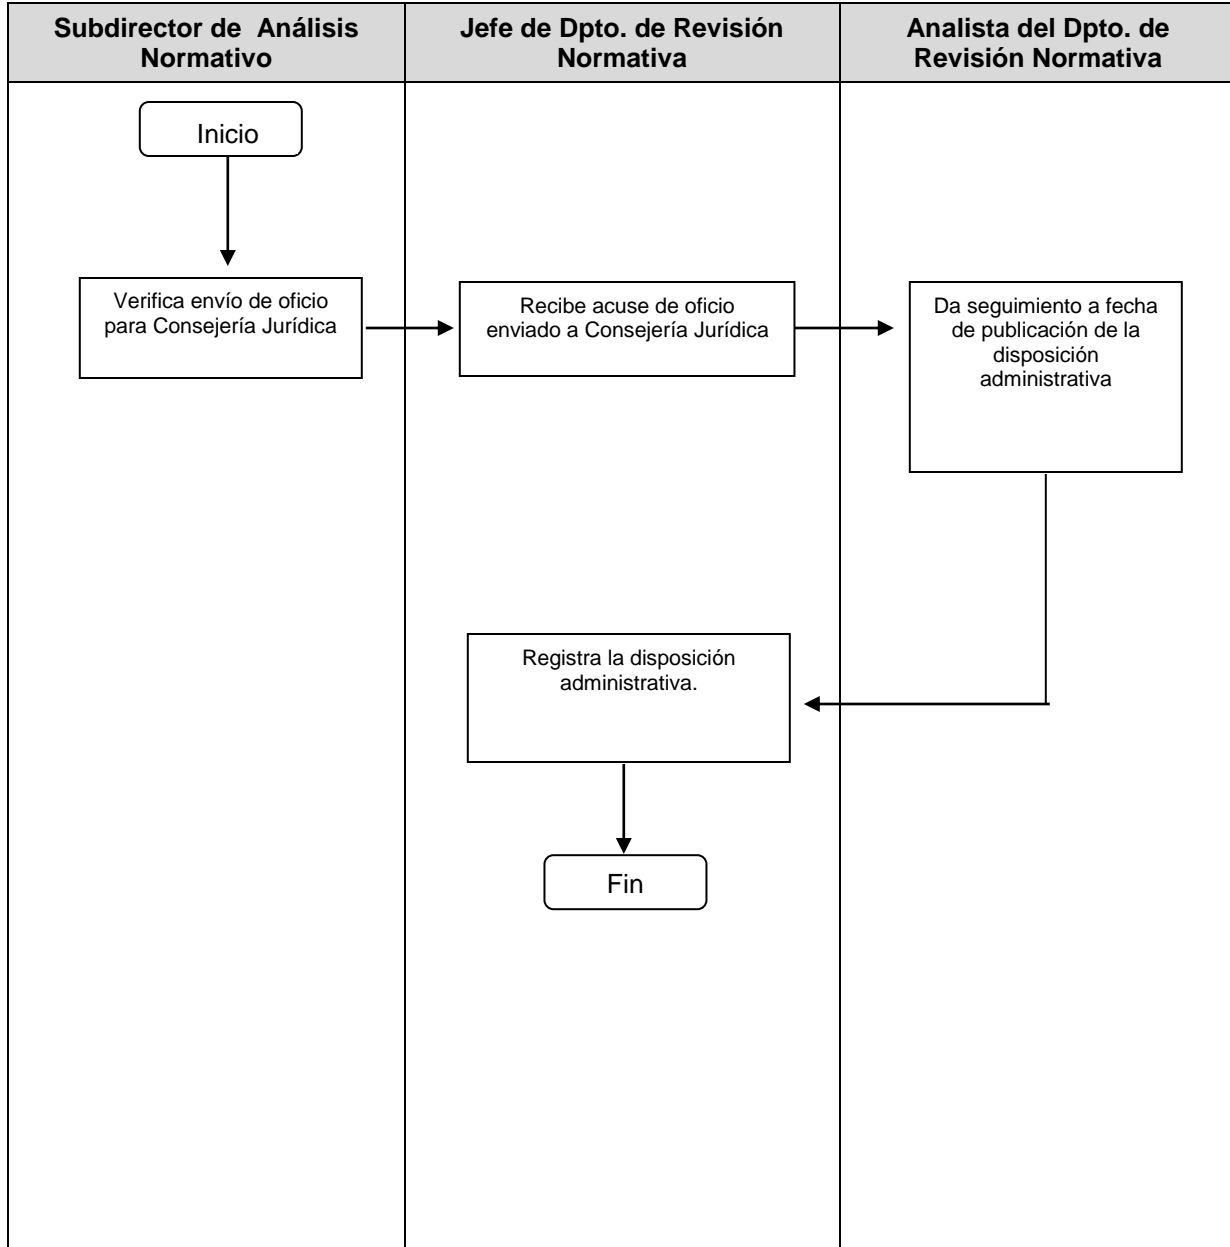 Subdirector de Análisis
Normativo
Jefe de Dpto. de Revisión
Normativa
Analista del Dpto. de
Revisión Normativa
Inicio
Verifica envío de oficio
para Consejería Jurídica
Recibe acuse de oficio
enviado a Consejería Jurídica
Da seguimiento a fecha
de publicación de la
disposición
administrativa
Registra la disposición
administrativa.
Fin